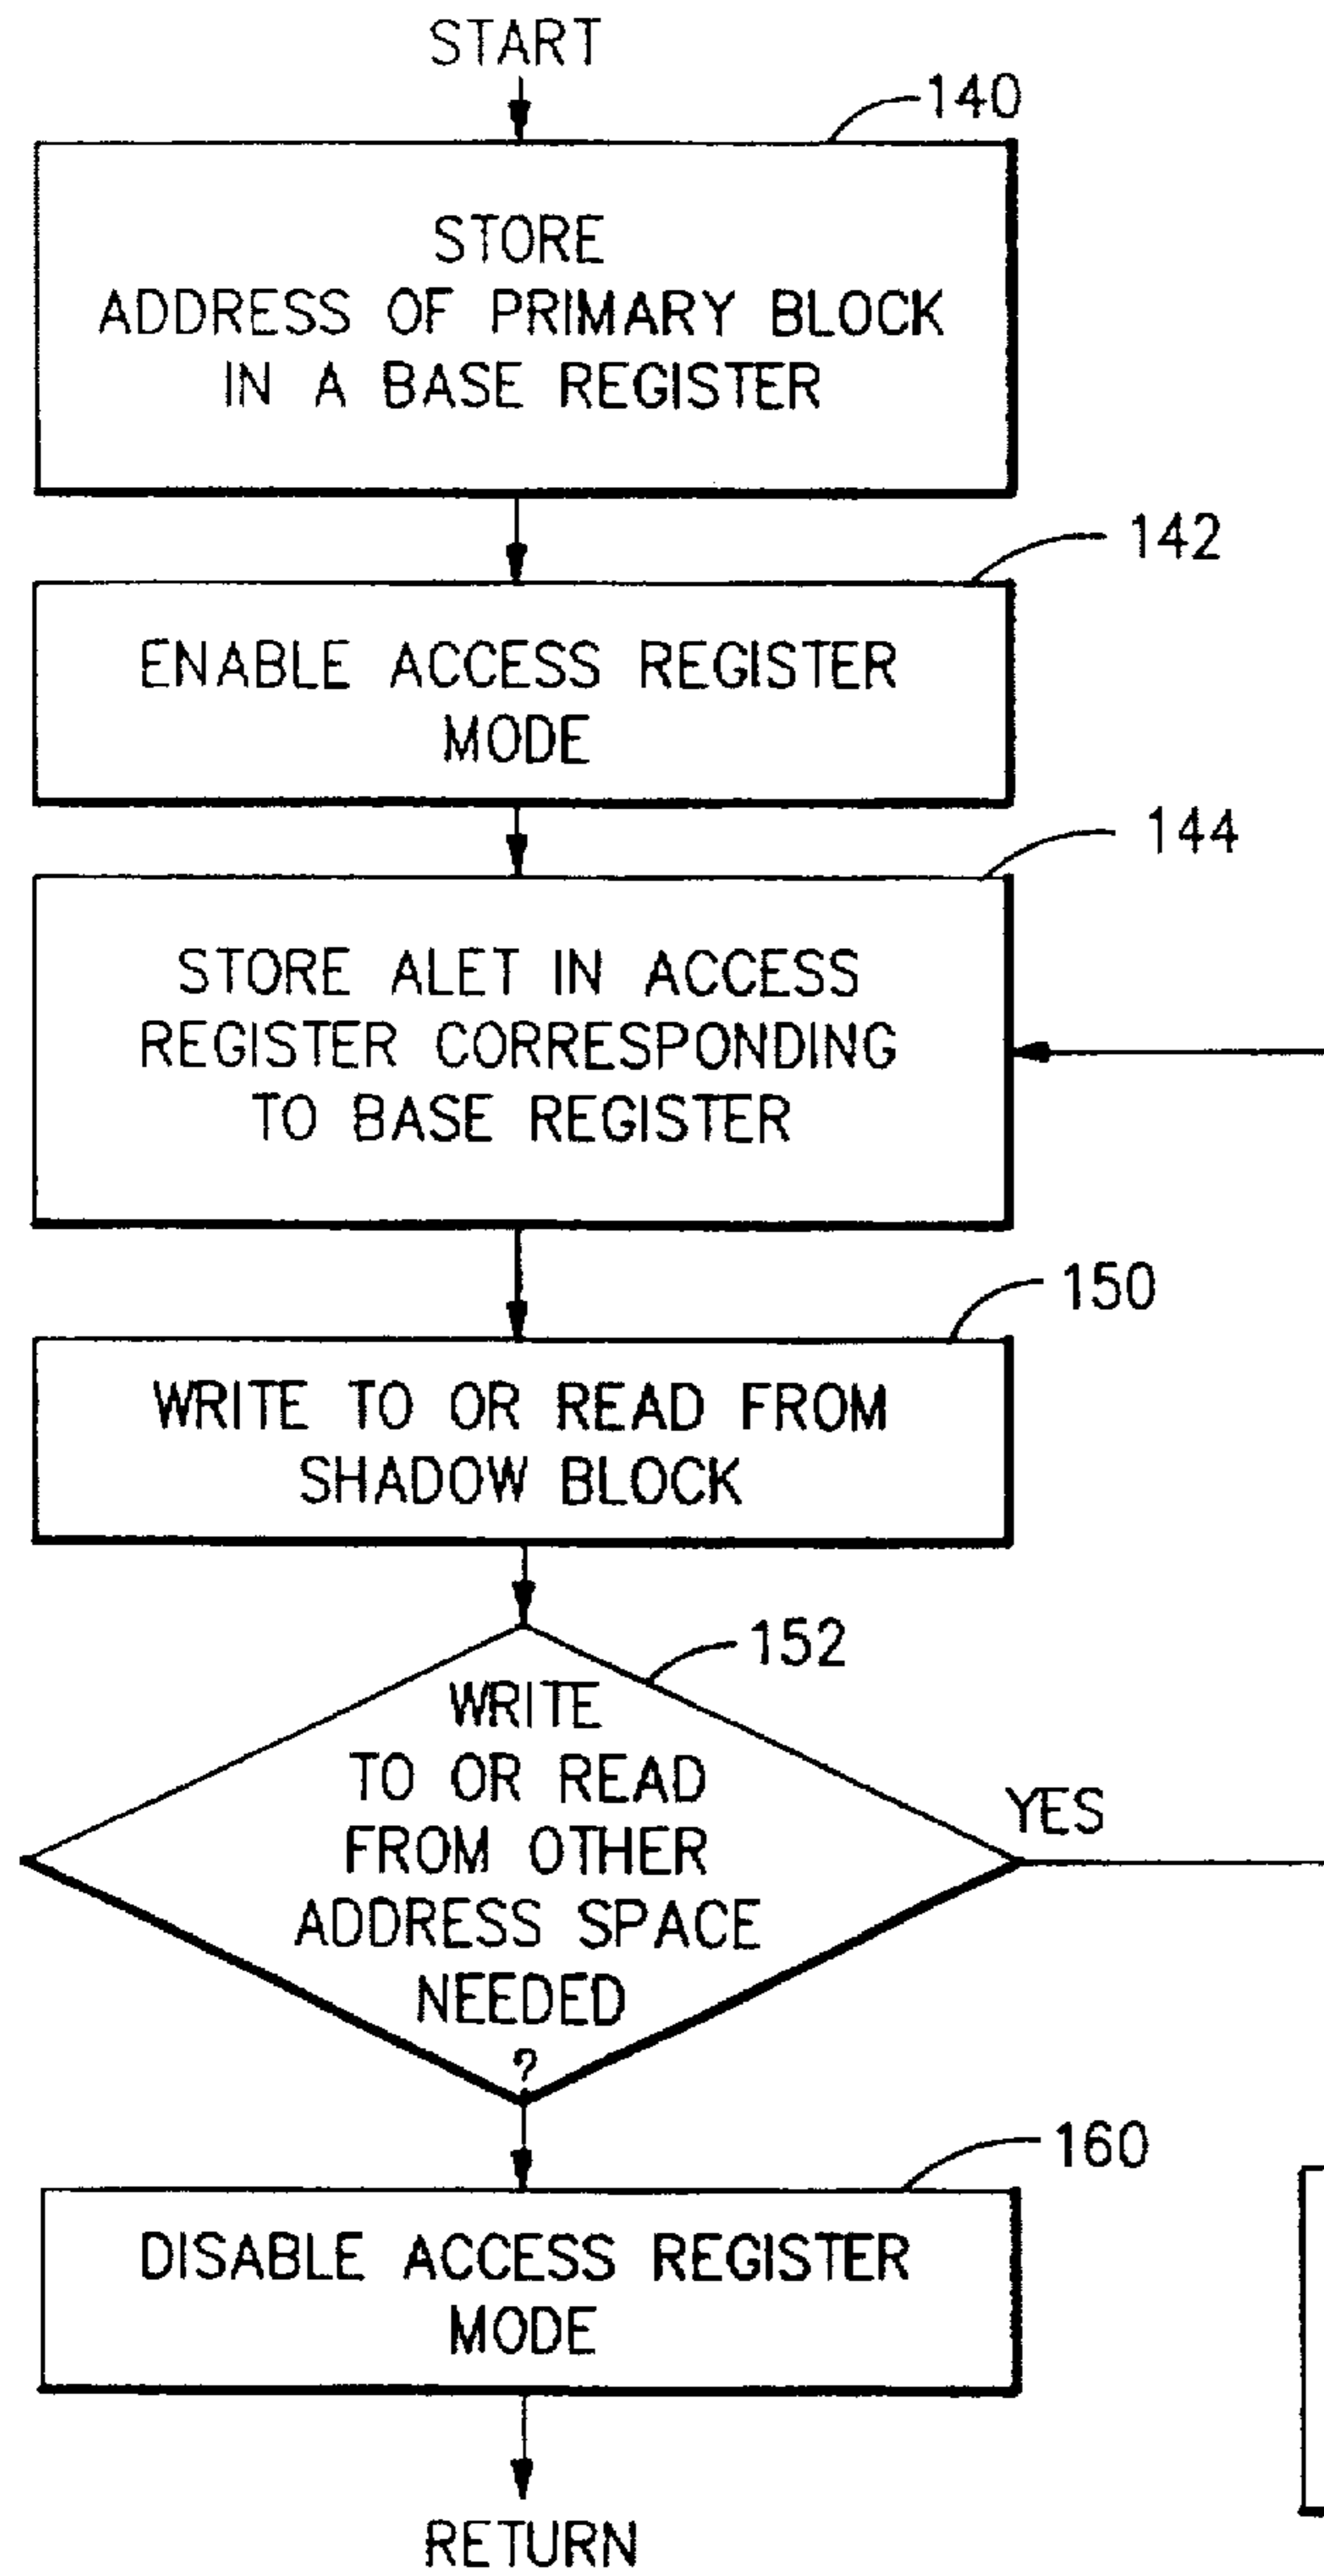 START
140
STORE
ADDRESS OF PRIMARY BLOCK
IN A BASE REGISTER
142
ENABLE ACCESS REGISTER
MODE
144
STORE ALET IN ACCESS
REGISTER CORRESPONDING
TO BASE REGISTER
150
WRITE TO OR READ FROM
SHADOW BLOCK
152
WRITE
TO OR READ
FROM OTHER
ADDRESS SPACE
NEEDED
?
YES
160
DISABLE ACCESS REGISTER
MODE
RETURN